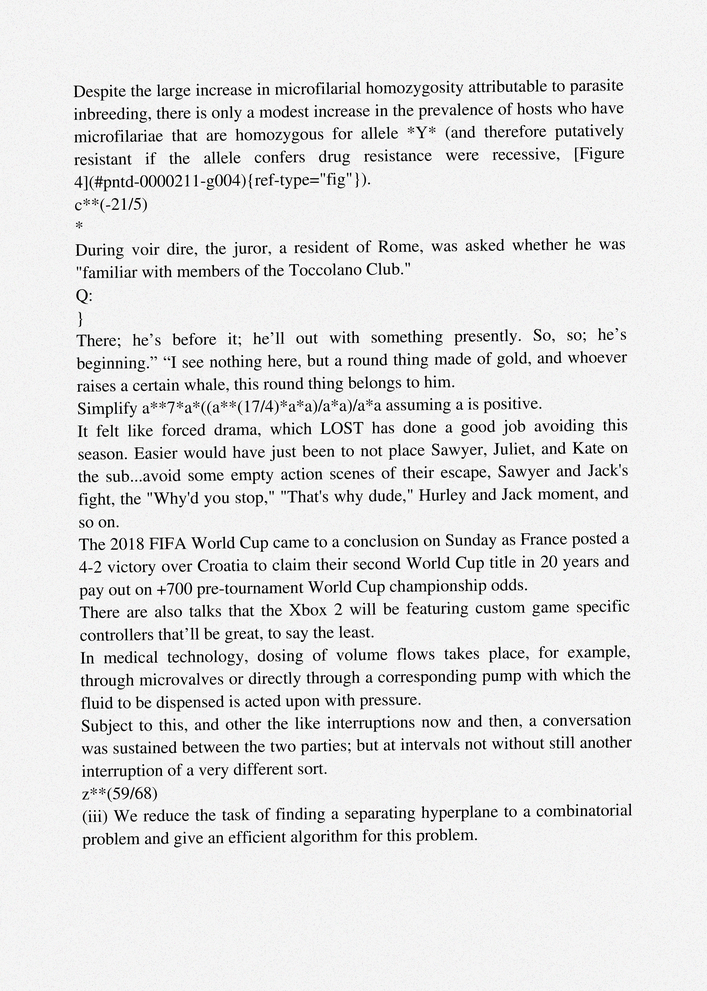 Despite the large increase in microfilarial homozygosity attributable to parasite
inbreeding, there is only a modest increase in the prevalence of hosts who have
microfilariae that are homozygous for allele *Y* (and therefore putatively
resistant if the allele confers drug resistance were recessive, [Figure
4](#pntd-0000211-g004){ref-type="fig"}).
c**(-21/5)
*
During voir dire, the juror, a resident of Rome, was asked whether he was
"familiar with members of the Toccolano Club."
Q:
}
There; he’s before it; he’ll out with something presently. So, so; he’s
beginning.” “I see nothing here, but a round thing made of gold, and whoever
raises a certain whale, this round thing belongs to him.
Simplify a**7*a*((a**(17/4)*a*a)/a*a)/a*a assuming a is positive.
It felt like forced drama, which LOST has done a good job avoiding this
season. Easier would have just been to not place Sawyer, Juliet, and Kate on
the sub...avoid some empty action scenes of their escape, Sawyer and Jack's
fight, the "Why'd you stop," "That's why dude," Hurley and Jack moment, and
so on.
The 2018 FIFA World Cup came to a conclusion on Sunday as France posted a
4-2 victory over Croatia to claim their second World Cup title in 20 years and
pay out on +700 pre-tournament World Cup championship odds.
There are also talks that the Xbox 2 will be featuring custom game specific
controllers that’ll be great, to say the least.
In medical technology, dosing of volume flows takes place, for example,
through microvalves or directly through a corresponding pump with which the
fluid to be dispensed is acted upon with pressure.
Subject to this, and other the like interruptions now and then, a conversation
was sustained between the two parties; but at intervals not without still another
interruption of a very different sort.
z**(59/68)
(iii) We reduce the task of finding a separating hyperplane to a combinatorial
problem and give an efficient algorithm for this problem.